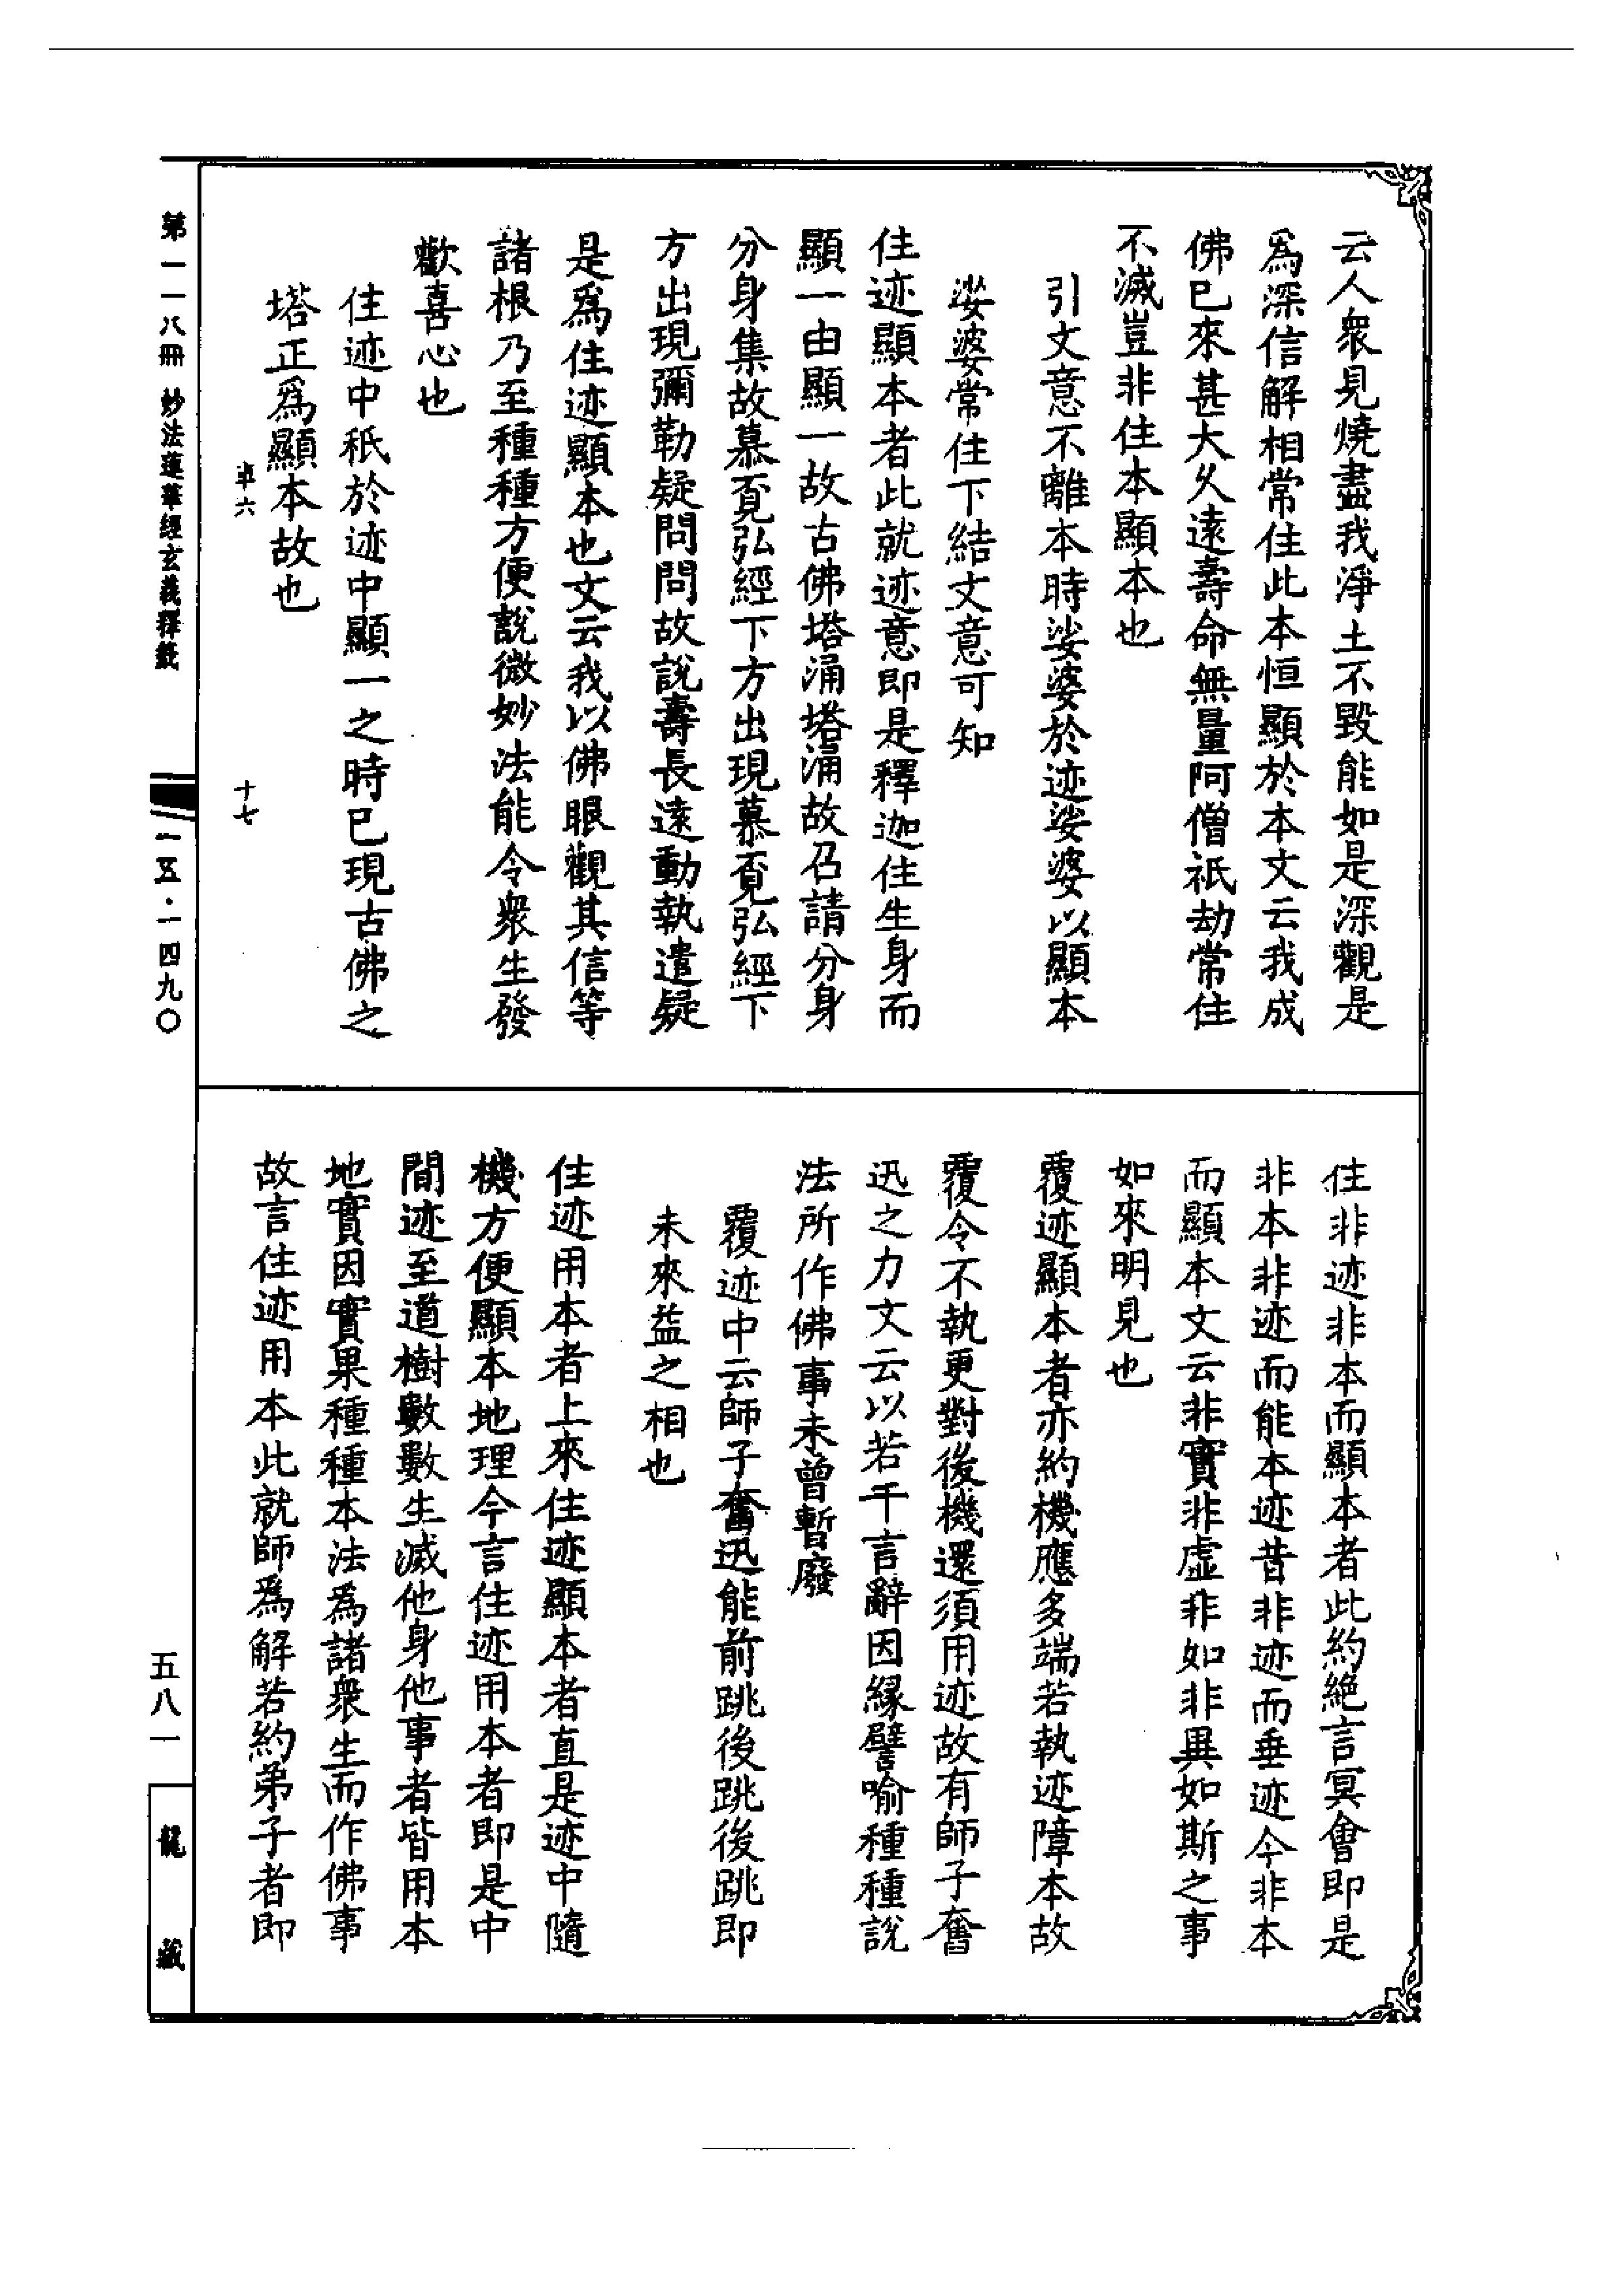 云人衆見燒盡我淨土不毀能如是深觀是
爲深信解相常住此本恒顯於本文云我成
佛巳來甚大久遠壽命無量阿僧祇劫常住
不滅豈非住本顯本也
引文意不離本時娑婆於迹娑婆以顯本
娑婆常住下結文意可知
住迹顯本者此就迹意即是釋迦住生身而
顯一由顯一故古佛塔涌塔涌故召請分身
分身集故慕覔弘經下方出現慕覔弘經下
方出現彌勒疑問問故說壽長遠動執遣疑
是爲住迹顯本也文云我以佛眼觀其信等
諸根乃至種種方便說微妙法能令衆生發
歡喜心也
住迹中秖於迹中顯一之時巳現古佛之
塔正爲顯本故也
卓六 十七
第一一八冊 妙法蓮華經玄義釋籤 一五·一四九〇
住非迹非本而顯本者此約絕言冥會即是
非本非迹而能本迹昔非迹而垂迹今非本
而顯本文云非實非虛非如非異如斯之事
如來明見也
覆迹顯本者亦約機應多端若執迹障本故
覆令不執更對後機還須用迹故有師子奮
迅之力文云以若干言辭因緣譬喻種種說
法所作佛事未曾暫廢
覆迹中云師子奮迅能前跳後跳後跳即
未來益之相也
住迹用本者上來住迹顯本者直是迹中隨
機方便顯本地理今言住迹用本者即是中
間迹至道樹數數生滅他身他事者皆用本
地實因實果種種本法爲諸衆生而作佛事
故言住迹用本此就師爲解若約弟子者即
五八一
龍藏